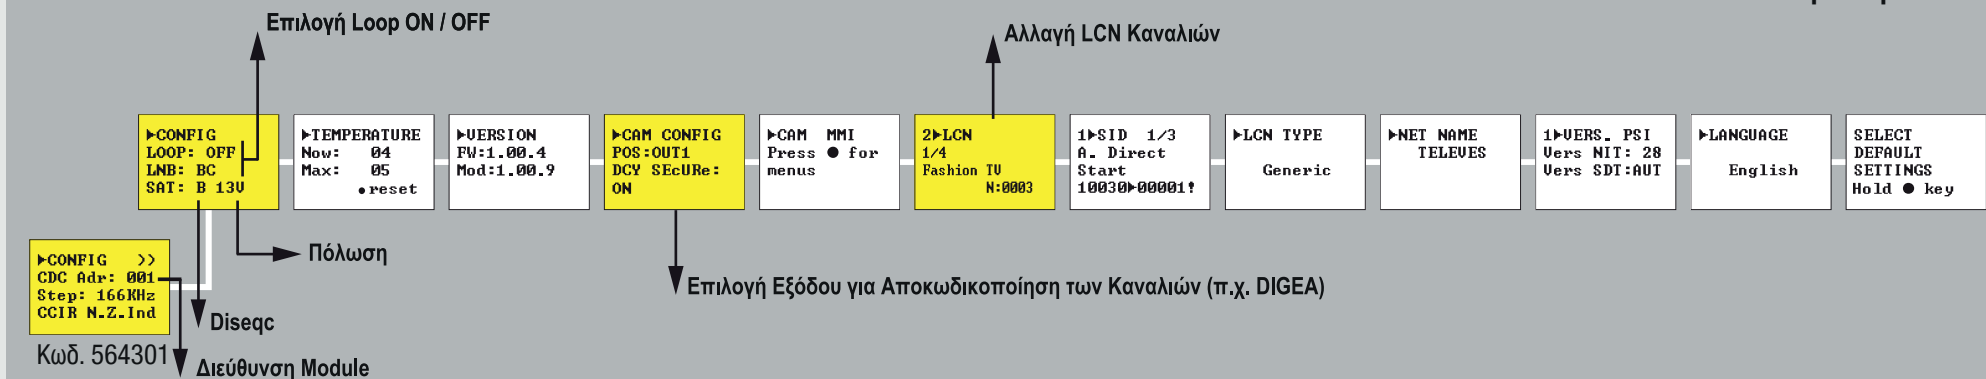 Επιλογή Loop ON / OFF
Αλλαγή LCN Καναλιών
▶CONFIG
LOOP: OFF
LNB: BC
SAT: B 13V
▶TEMPERATURE
Now: 04
Max: 05
●reset
▶VERSION
FW:1.00.4
Mod:1.00.9
▶CAM CONFIG
POS:OUT1
DCY SEcURe:
ON
▶CAM MMI
Press ● for
menus
2▶LCN
1/4
Fashion TV
N:0003
1▶SID 1/3
A. Direct
Start
10030▶00001!
▶LCN TYPE
Generic
▶NET NAME
TELEVES
1▶VERS. PSI
Vers NIT: 28
Vers SDT:AUT
▶LANGUAGE
English
SELECT
DEFAULT
SETTINGS
Hold ● key
▶CONFIG >>
CDC Adr: 001
Step: 166KHz
CCIR N.Z.Ind
Πόλωση
Επιλογή Εξόδου για Αποκωδικοποίηση των Καναλιών (π.χ. DIGEA)
Diseqc
Κωδ. 564301
Διεύθυνση Module